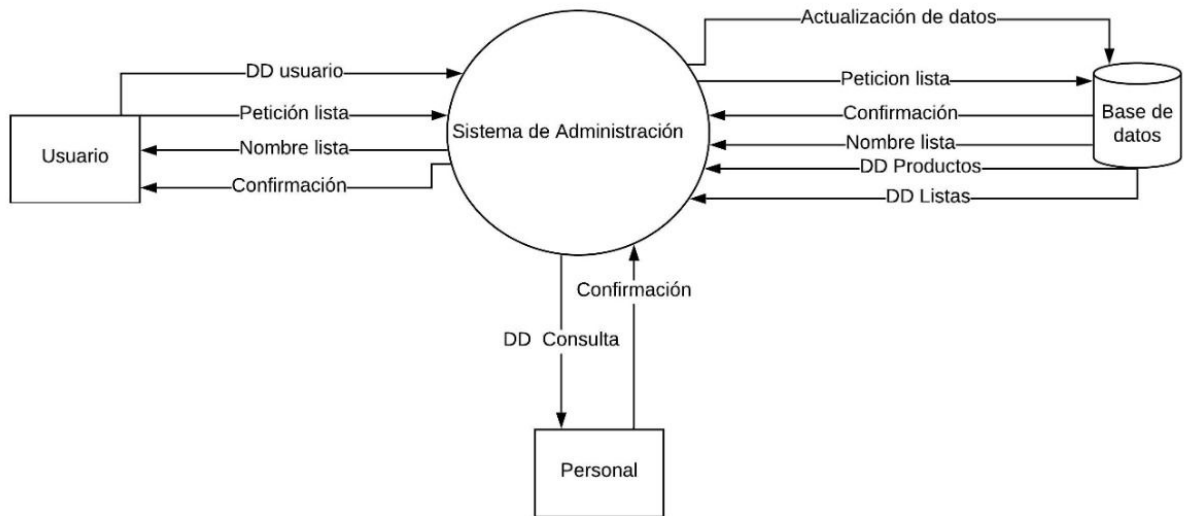 Actualización de datos
DD usuario
Peticion lista
Petición lista
Confirmación
Base de
datos
Sistema de Administración
Usuario
Nombre lista
Nombre lista
DD Productos
Confirmación
DD Listas
Confirmación
DD Consulta
Personal